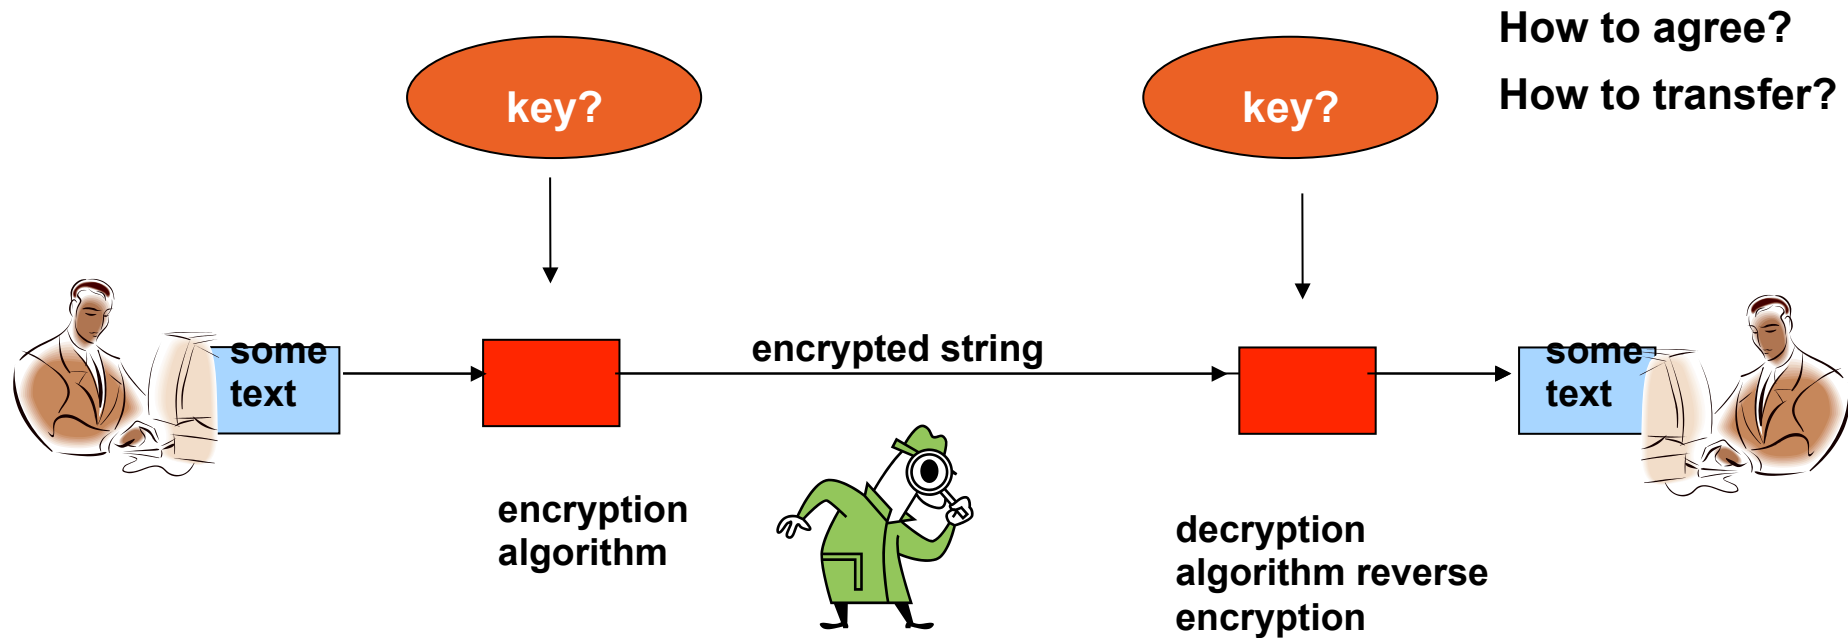 How to agree?
How to transfer?
key?
key?
some
text
encrypted string
some
text
encryption
algorithm
decryption
algorithm reverse
encryption